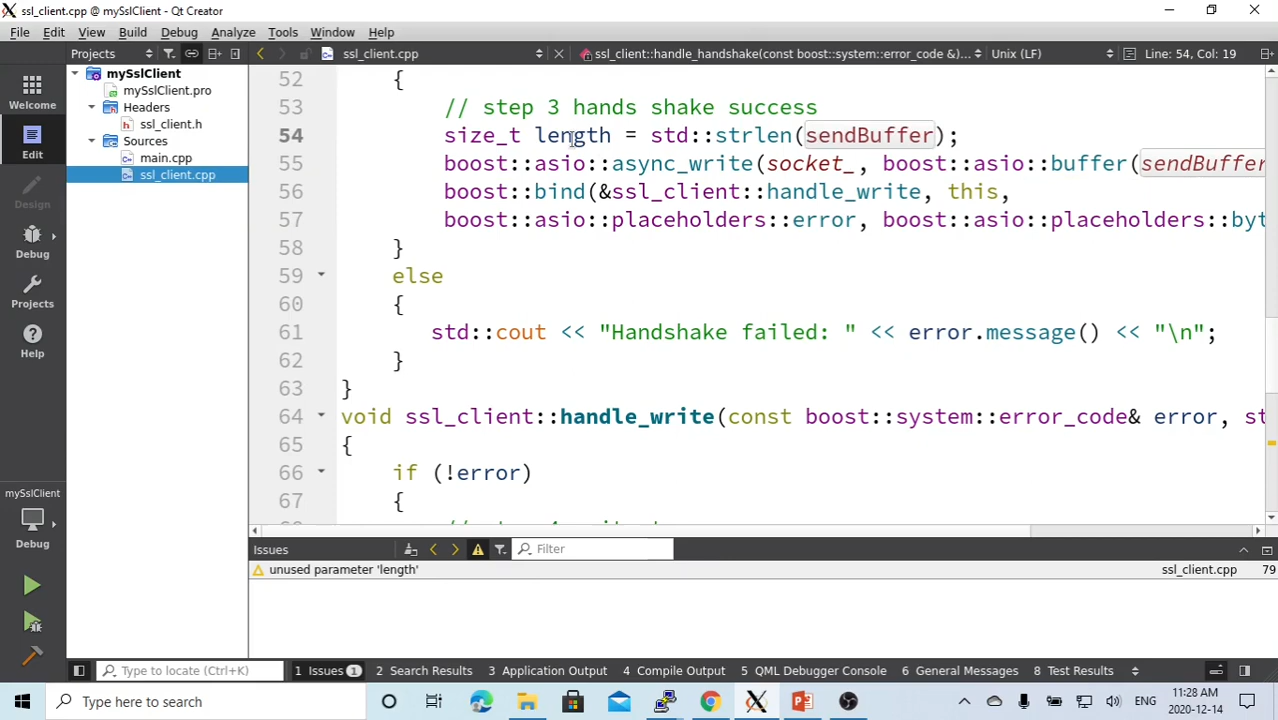 ssl_client.cpp @ mySslClient - Qt Creator
File Edit View Build Debug Analyze Tools Window Help
Projects ssl_client.cpp ssl_client::handle_handshake(const boost::system::error_code &)... Unix (LF) Line: 54, Col: 19
Welcome
Edit
Design
Debug
Projects
Help
mySslClient
Debug
mySslClient
mySslClient.pro
Headers
ssl_client.h
Sources
main.cpp
ssl_client.cpp
52 {
53 // step 3 hands shake success
54 size_t length = std::strlen(sendBuffer);
55 boost::asio::async_write(socket_, boost::asio::buffer(sendBuffer
56 boost::bind(&ssl_client::handle_write, this,
57 boost::asio::placeholders::error, boost::asio::placeholders::byt
58 }
59 else
60 {
61 std::cout << "Handshake failed: " << error.message() << "\n";
62 }
63 }
64 void ssl_client::handle_write(const boost::system::error_code& error, st
65 {
66 if (!error)
67 {
Issues Filter
unused parameter 'length' ssl_client.cpp 79
Type to locate (Ctrl+K) 1 Issues 1 2 Search Results 3 Application Output 4 Compile Output 5 QML Debugger Console 6 General Messages 8 Test Results
Type here to search
ENG
11:28 AM
2020-12-14